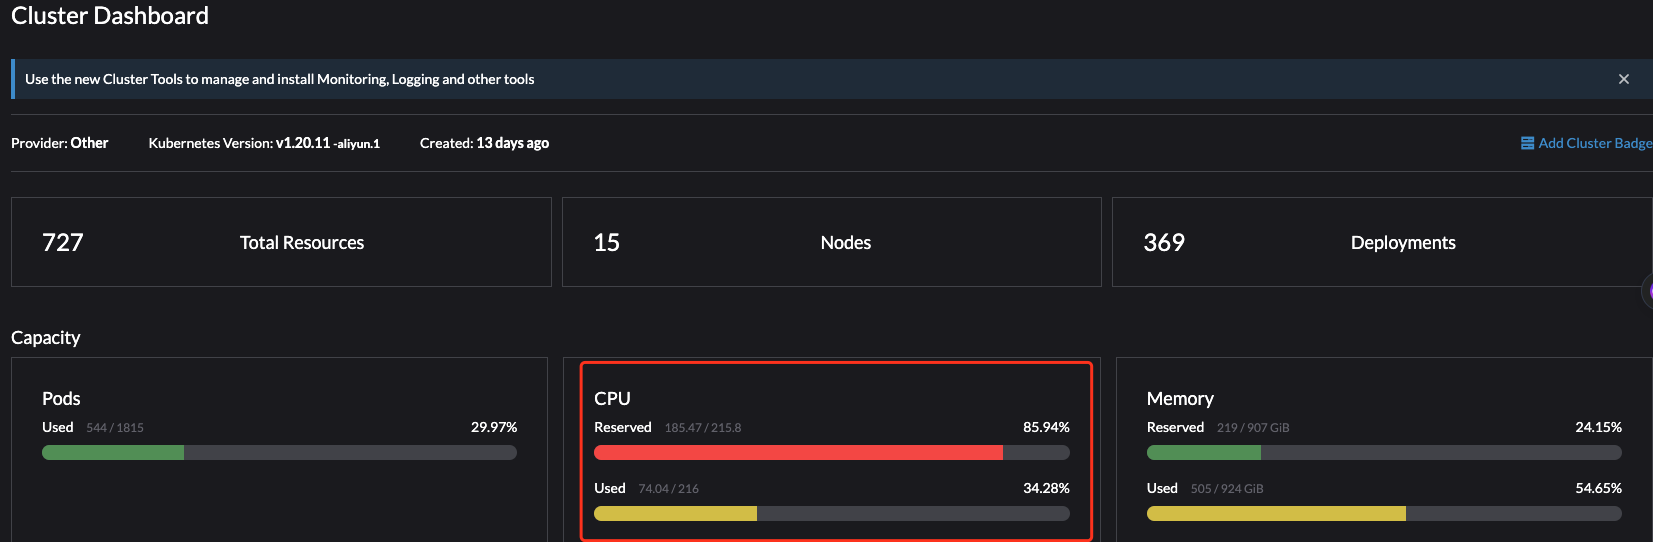 Cluster Dashboard
Use the new Cluster Tools to manage and install Monitoring, Logging and other tools
Provider: Other Kubernetes Version: v1.20.11 -aliyun.1 Created: 13 days ago Add Cluster Badge
727 Total Resources
15 Nodes
369 Deployments
Capacity
Pods
Used 544 / 1815 29.97%
CPU
Reserved 185.47 / 215.8 85.94%
Used 74.04 / 216 34.28%
Memory
Reserved 219 / 907 GiB 24.15%
Used 505 / 924 GiB 54.65%